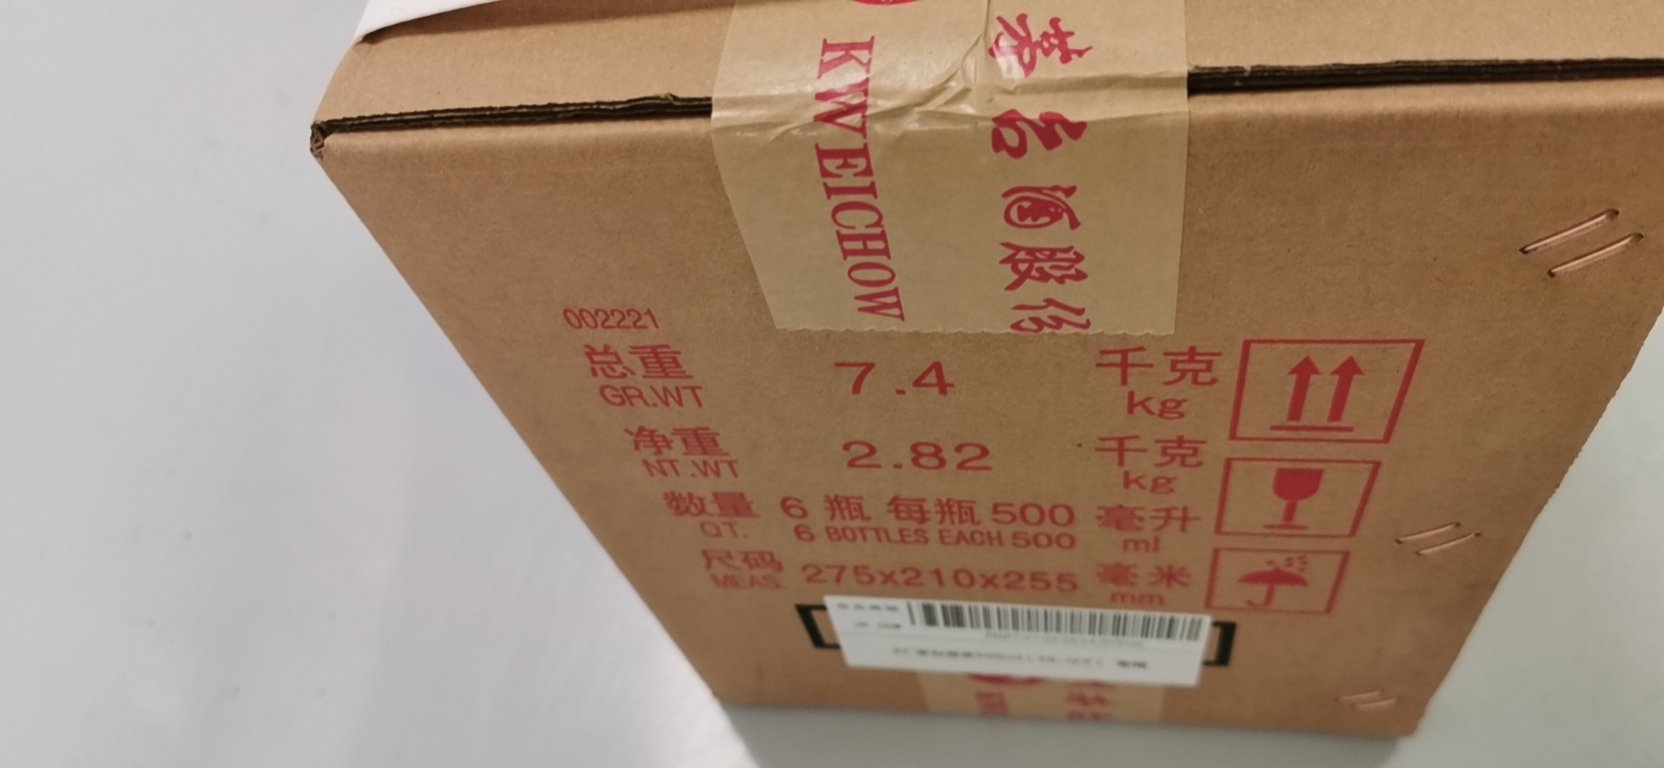 KWEICHOW
茅台酒股份
002221
总重 7.4 千克
GR.WT kg
净重 2.82 千克
NT.WT kg
数量 6 瓶 每瓶 500 毫升
QT. 6 BOTTLES EACH 500 ml
尺码 275x210x255 毫米
MEAS. mm